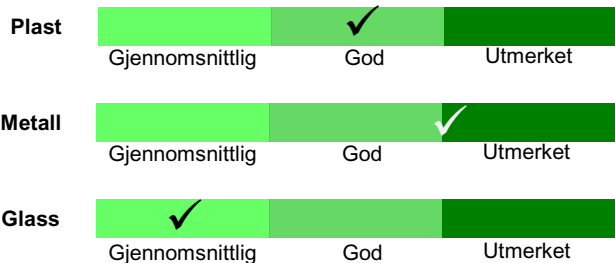 Plast
Gjennomsnittlig God Utmerket
Metall
Gjennomsnittlig God Utmerket
Glass
Gjennomsnittlig God Utmerket